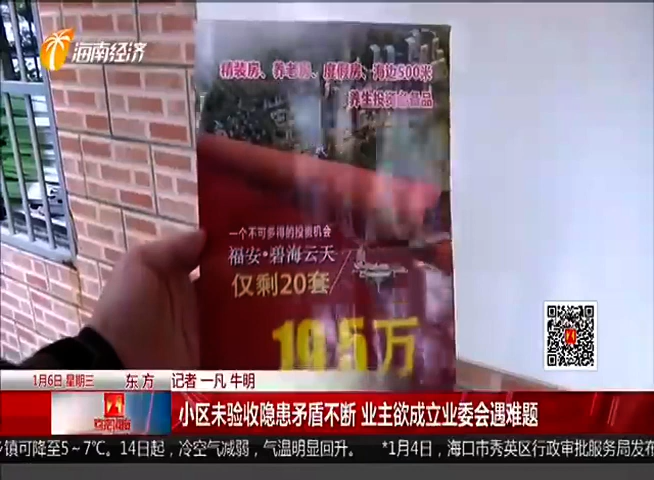 海南经济
精装房、养老房、度假房、海边500米
养生投资必备品
一个不可多得的投资机会
福安·碧海云天
仅剩20套
19.5万
1月6日 星期三
东方
记者 一凡 牛明
小区未验收隐患矛盾不断 业主欲成立业委会遇难题
镇可降至5~7℃。14日起，冷空气减弱，气温明显回升。 *1月4日，海口市秀英区行政审批服务局发布